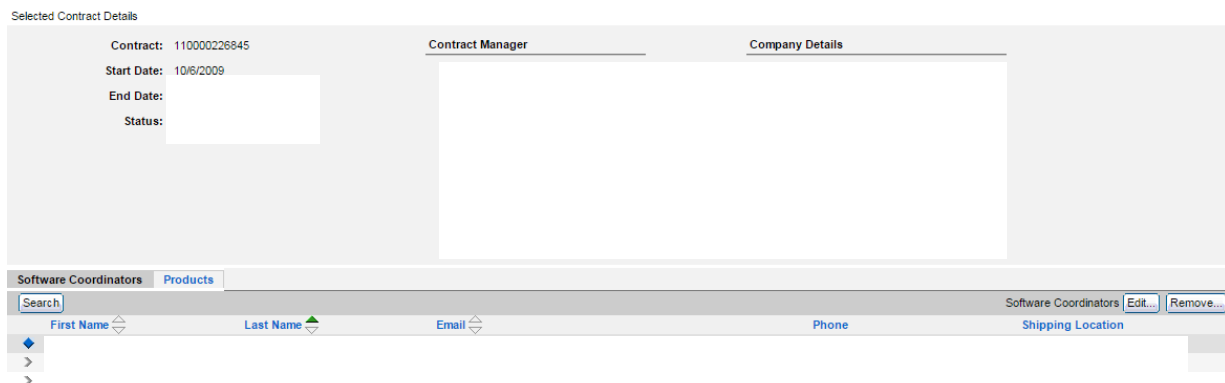 Selected Contract Details
Contract: 110000226845 Contract Manager Company Details
Start Date: 10/6/2009
End Date:
Status:
Software Coordinators Products
Search Software Coordinators Edit... Remove...
First Name Last Name Email Phone Shipping Location